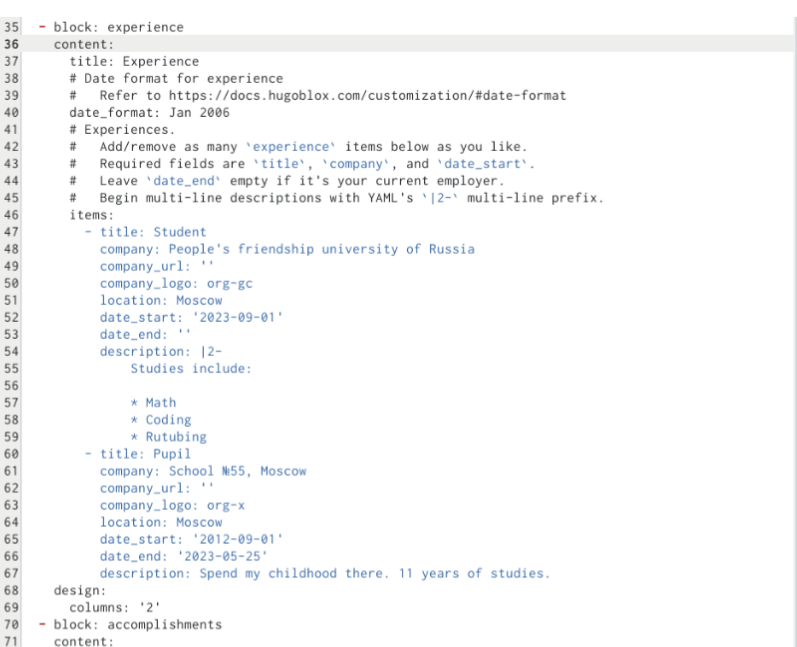 35 - block: experience
36 content:
37 title: Experience
38 # Date format for experience
39 # Refer to https://docs.hugoblox.com/customization/#date-format
40 date_format: Jan 2006
41 # Experiences.
42 # Add/remove as many `experience` items below as you like.
43 # Required fields are `title`, `company`, and `date_start`.
44 # Leave `date_end` empty if it's your current employer.
45 # Begin multi-line descriptions with YAML's `|2-` multi-line prefix.
46 items:
47 - title: Student
48 company: People's friendship university of Russia
49 company_url: ''
50 company_logo: org-gc
51 location: Moscow
52 date_start: '2023-09-01'
53 date_end: ''
54 description: |2-
55 Studies include:
56
57 * Math
58 * Coding
59 * Rutubing
60 - title: Pupil
61 company: School №55, Moscow
62 company_url: ''
63 company_logo: org-x
64 location: Moscow
65 date_start: '2012-09-01'
66 date_end: '2023-05-25'
67 description: Spend my childhood there. 11 years of studies.
68 design:
69 columns: '2'
70 - block: accomplishments
71 content: